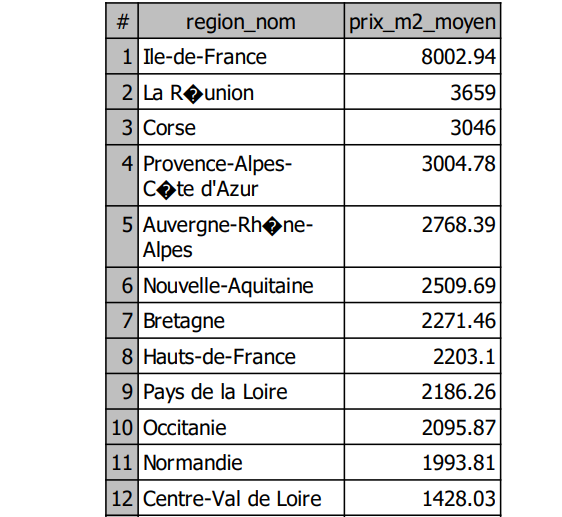 # region_nom prix_m2_moyen
1 Ile-de-France 8002.94
2 La R�union 3659
3 Corse 3046
4 Provence-Alpes- 3004.78
C�te d'Azur
5 Auvergne-Rh�ne- 2768.39
Alpes
6 Nouvelle-Aquitaine 2509.69
7 Bretagne 2271.46
8 Hauts-de-France 2203.1
9 Pays de la Loire 2186.26
10 Occitanie 2095.87
11 Normandie 1993.81
12 Centre-Val de Loire 1428.03